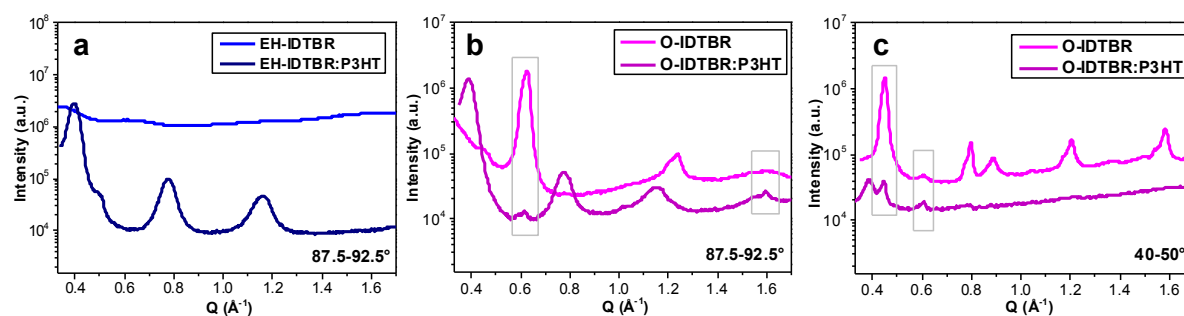 a
EH-IDTBR
EH-IDTBR:P3HT
Intensity (a.u.)
10⁸
10⁷
10⁶
10⁵
10⁴
0.4 0.6 0.8 1.0 1.2 1.4 1.6
Q (Å⁻¹)
87.5-92.5°
b
O-IDTBR
O-IDTBR:P3HT
Intensity (a.u.)
10⁷
10⁶
10⁵
10⁴
0.4 0.6 0.8 1.0 1.2 1.4 1.6
Q (Å⁻¹)
87.5-92.5°
c
O-IDTBR
O-IDTBR:P3HT
Intensity (a.u.)
10⁷
10⁶
10⁵
10⁴
0.4 0.6 0.8 1.0 1.2 1.4 1.6
Q (Å⁻¹)
40-50°